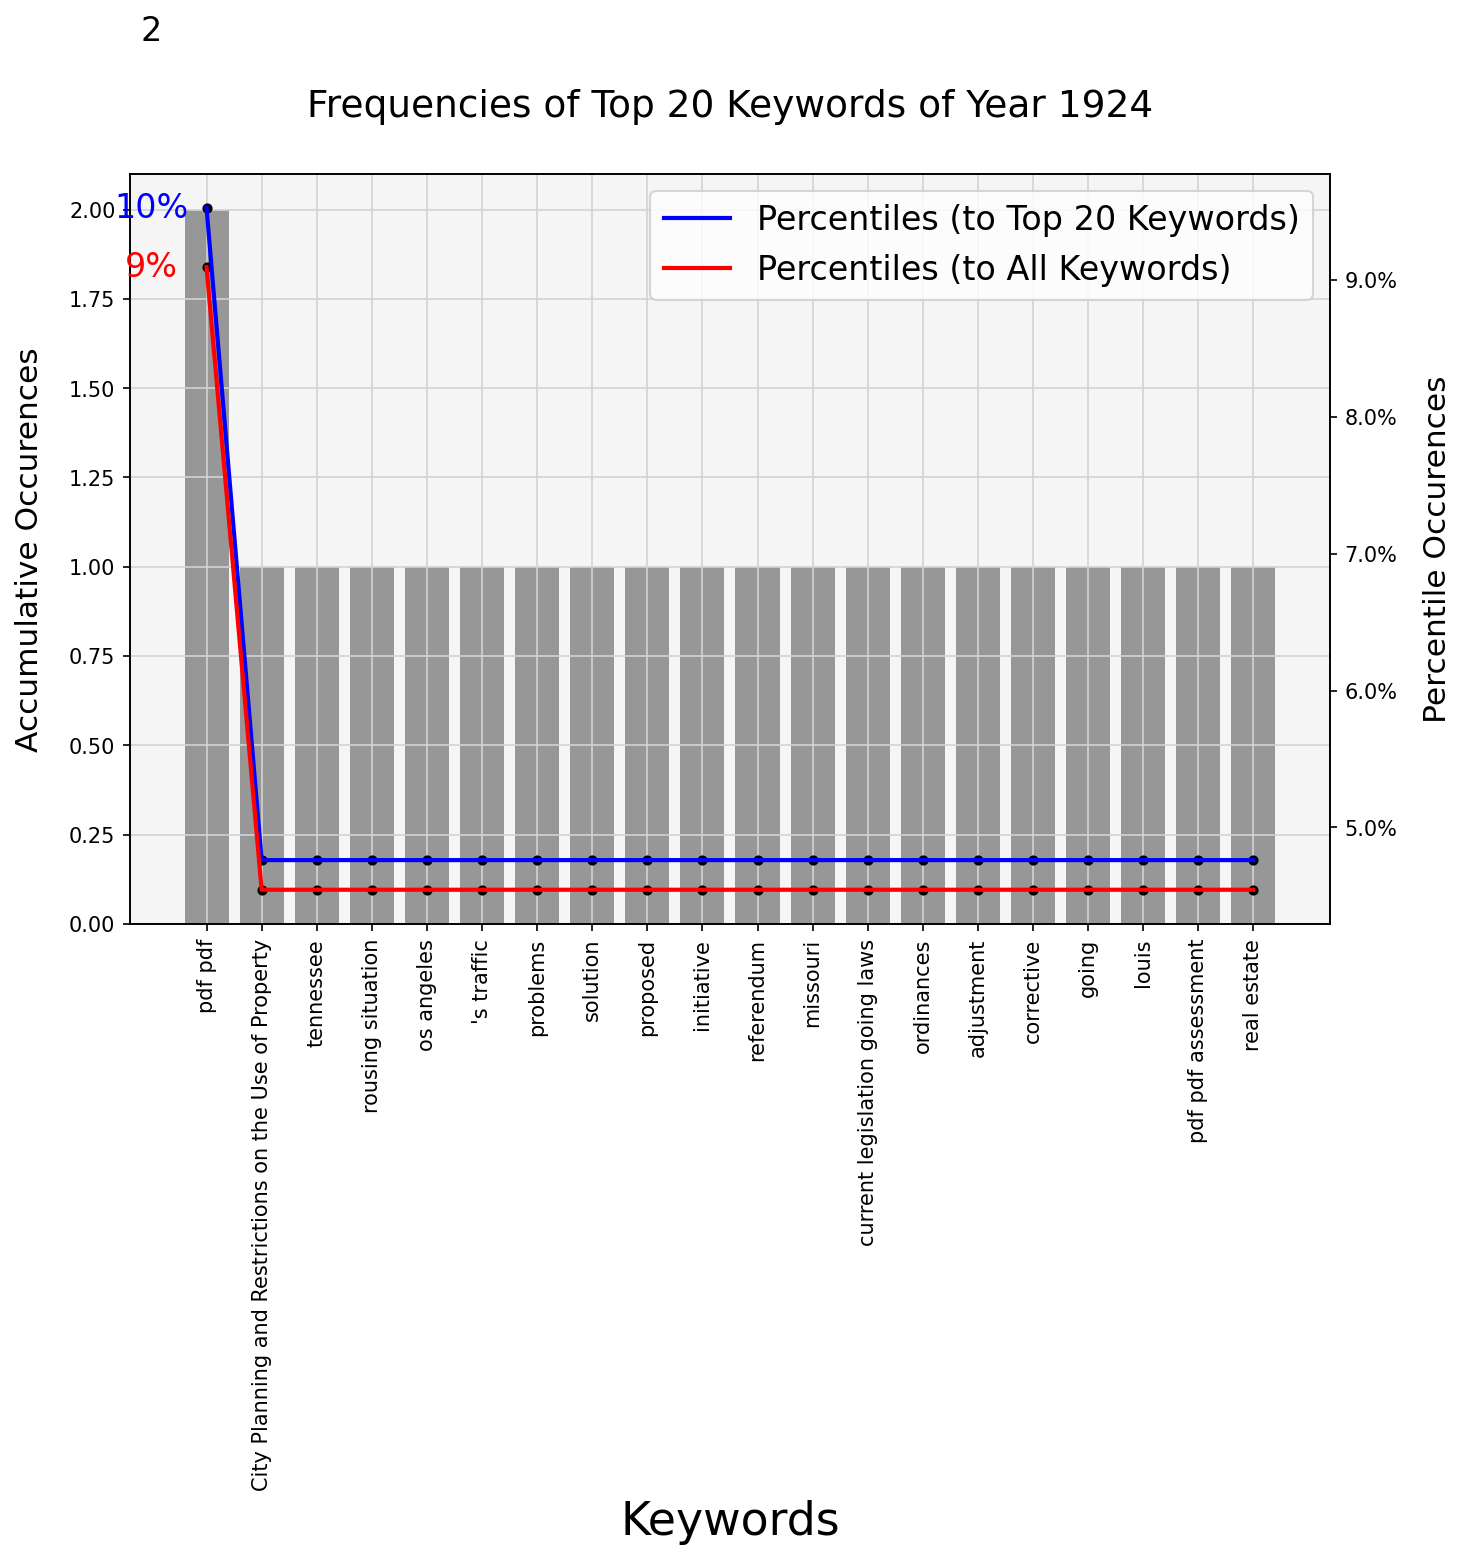 2
Frequencies of Top 20 Keywords of Year 1924
10%
9%
Percentiles (to Top 20 Keywords)
Percentiles (to All Keywords)
Accumulative Occurences
2.00
1.75
1.50
1.25
1.00
0.75
0.50
0.25
0.00
9.0%
8.0%
7.0%
6.0%
5.0%
Percentile Occurences
pdf pdf
City Planning and Restrictions on the Use of Property
tennessee
rousing situation
os angeles
's traffic
problems
solution
proposed
initiative
referendum
missouri
current legislation going laws
ordinances
adjustment
corrective
going
louis
pdf pdf assessment
real estate
Keywords